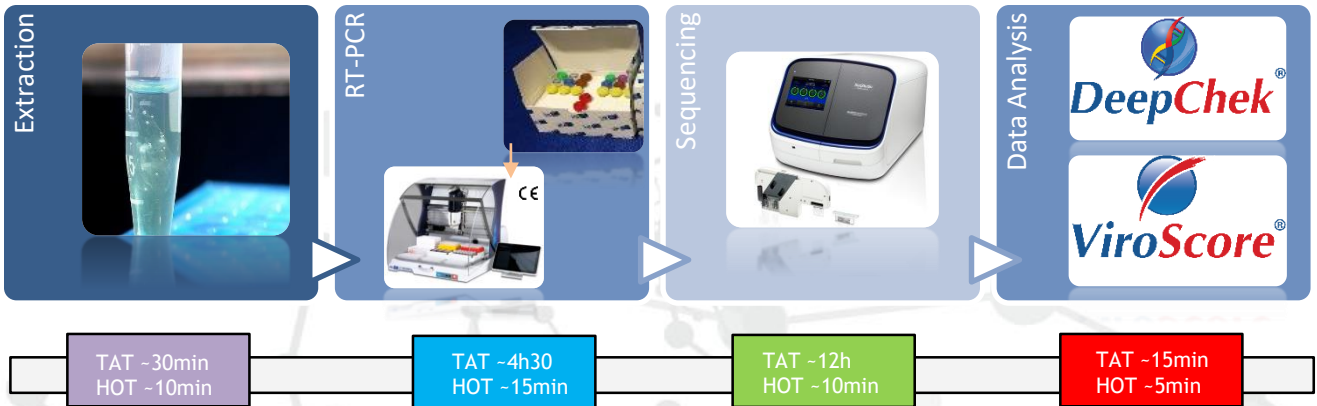 Extraction
RT-PCR
Sequencing
Data Analysis
CE
DeepChek®
ViroScore®
TAT ~30min
HOT ~10min
TAT ~4h30
HOT ~15min
TAT ~12h
HOT ~10min
TAT ~15min
HOT ~5min